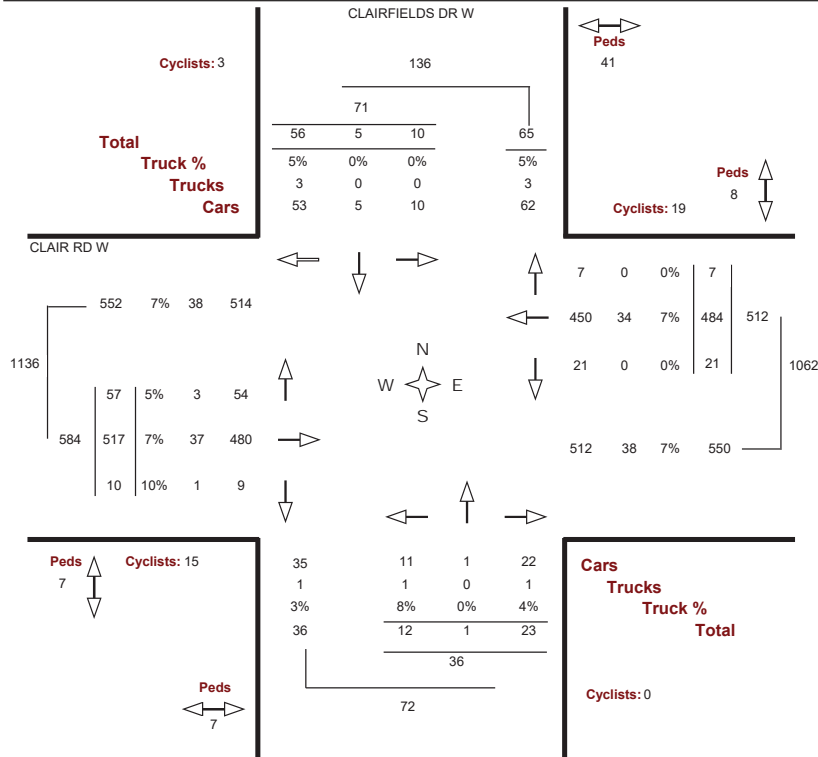 CLAIRFIELDS DR W
Peds
41
Cyclists: 3
136
71
56 5 10 65
Total
5% 0% 0% 5%
Truck %
3 0 0 3
Trucks
53 5 10 62
Cars
Peds
8
Cyclists: 19
CLAIR RD W
7 0 0% 7
552 7% 38 514
450 34 7% 484 512
21 0 0% 21
1136
1062
N
W E
S
57 5% 3 54
584 517 7% 37 480
512 38 7% 550
10 10% 1 9
Peds
7
Cyclists: 15
35 11 1 22
Cars
1 1 0 1
Trucks
3% 8% 0% 4%
Truck %
36 12 1 23
Total
36
72
Peds
7
Cyclists: 0